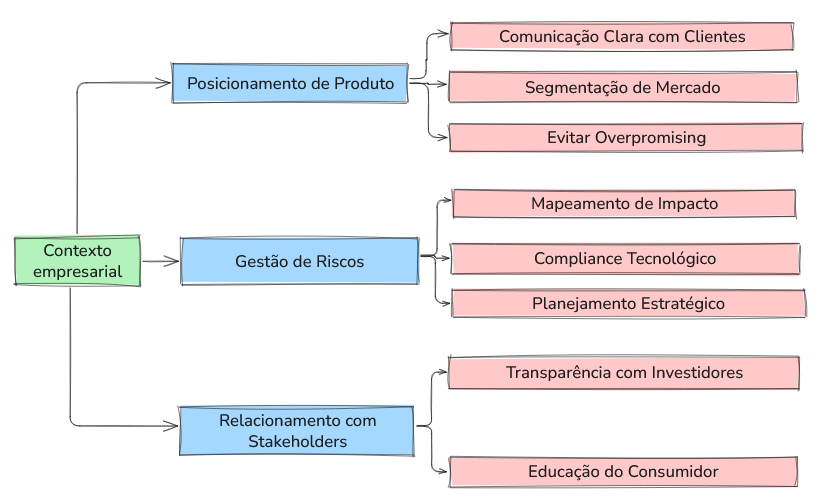 Contexto
empresarial
Posicionamento de Produto
Comunicação Clara com Clientes
Segmentação de Mercado
Evitar Overpromising
Gestão de Riscos
Mapeamento de Impacto
Compliance Tecnológico
Planejamento Estratégico
Relacionamento com
Stakeholders
Transparência com Investidores
Educação do Consumidor